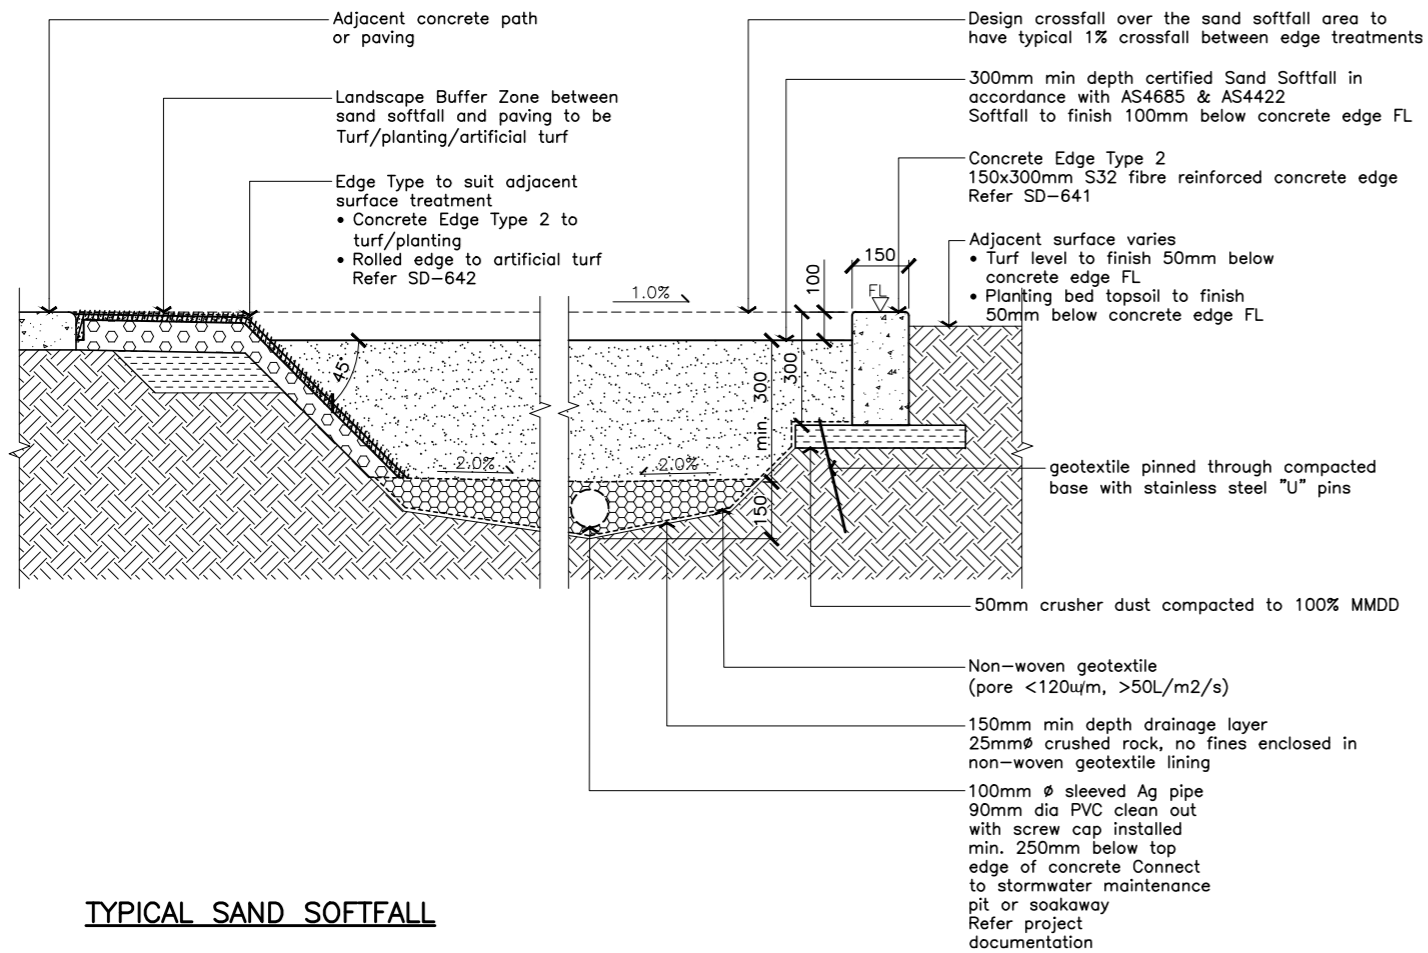 Adjacent concrete path
or paving
Landscape Buffer Zone between
sand softfall and paving to be
Turf/planting/artificial turf
Edge Type to suit adjacent
surface treatment
• Concrete Edge Type 2 to
turf/planting
• Rolled edge to artificial turf
Refer SD-642
Design crossfall over the sand softfall area to
have typical 1% crossfall between edge treatments
300mm min depth certified Sand Softfall in
accordance with AS4685 & AS4422
Softfall to finish 100mm below concrete edge FL
Concrete Edge Type 2
150x300mm S32 fibre reinforced concrete edge
Refer SD-641
Adjacent surface varies
• Turf level to finish 50mm below
concrete edge FL
• Planting bed topsoil to finish
50mm below concrete edge FL
150
100
FL
1.0%
45°
300
min. 300
2.0%
2.0%
150
geotextile pinned through compacted
base with stainless steel "U" pins
50mm crusher dust compacted to 100% MMDD
Non-woven geotextile
(pore <120u/m, >50L/m2/s)
150mm min depth drainage layer
25mmø crushed rock, no fines enclosed in
non-woven geotextile lining
100mm ø sleeved Ag pipe
90mm dia PVC clean out
with screw cap installed
min. 250mm below top
edge of concrete Connect
to stormwater maintenance
pit or soakaway
Refer project
documentation
TYPICAL SAND SOFTFALL